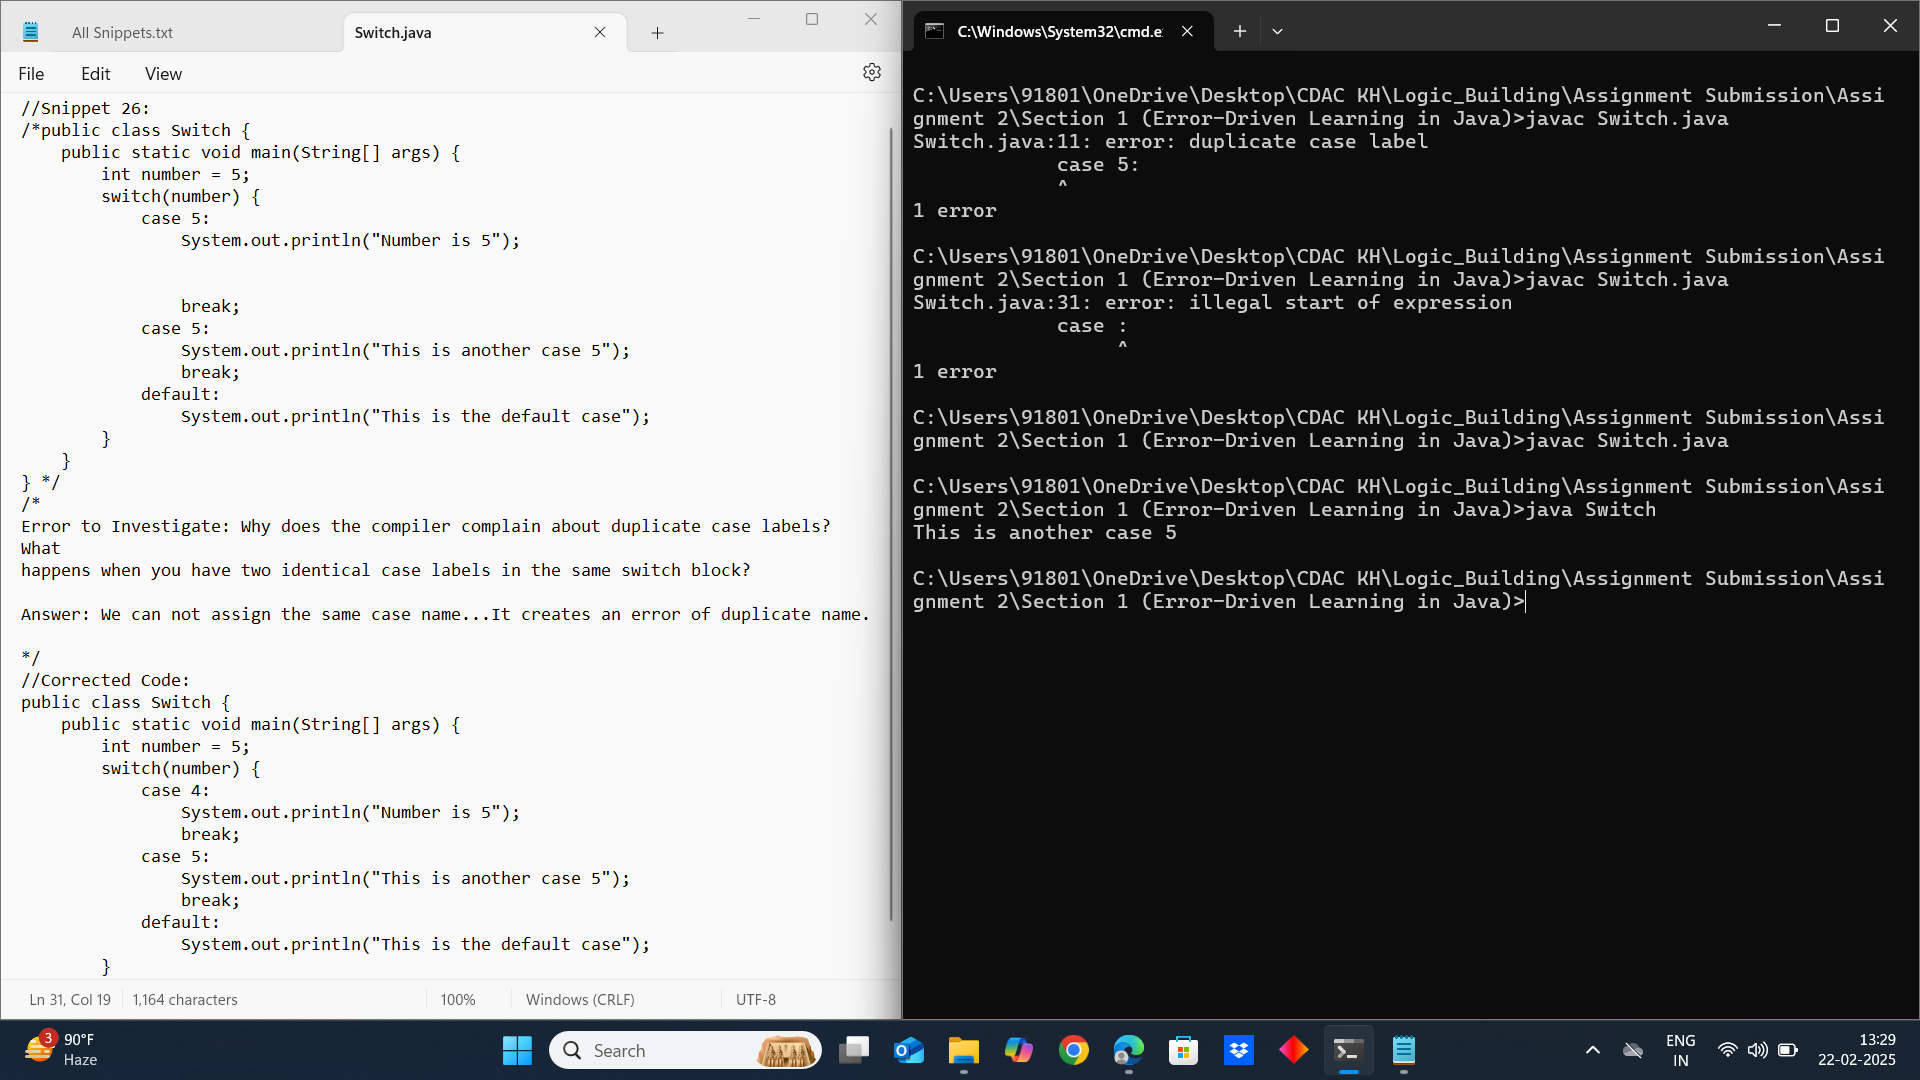 All Snippets.txt
Switch.java
File
Edit
View
//Snippet 26:
/*public class Switch {
    public static void main(String[] args) {
        int number = 5;
        switch(number) {
            case 5:
                System.out.println("Number is 5");
                break;
            case 5:
                System.out.println("This is another case 5");
                break;
            default:
                System.out.println("This is the default case");
        }
    }
} */
/*
Error to Investigate: Why does the compiler complain about duplicate case labels?
What
happens when you have two identical case labels in the same switch block?
Answer: We can not assign the same case name...It creates an error of duplicate name.
*/
//Corrected Code:
public class Switch {
    public static void main(String[] args) {
        int number = 5;
        switch(number) {
            case 4:
                System.out.println("Number is 5");
                break;
            case 5:
                System.out.println("This is another case 5");
                break;
            default:
                System.out.println("This is the default case");
        }
Ln 31, Col 19
1,164 characters
100%
Windows (CRLF)
UTF-8
C:\Windows\System32\cmd.e
C:\Users\91801\OneDrive\Desktop\CDAC KH\Logic_Building\Assignment Submission\Assi
gnment 2\Section 1 (Error-Driven Learning in Java)>javac Switch.java
Switch.java:11: error: duplicate case label
            case 5:
            ^
1 error
C:\Users\91801\OneDrive\Desktop\CDAC KH\Logic_Building\Assignment Submission\Assi
gnment 2\Section 1 (Error-Driven Learning in Java)>javac Switch.java
Switch.java:31: error: illegal start of expression
            case :
                 ^
1 error
C:\Users\91801\OneDrive\Desktop\CDAC KH\Logic_Building\Assignment Submission\Assi
gnment 2\Section 1 (Error-Driven Learning in Java)>javac Switch.java
C:\Users\91801\OneDrive\Desktop\CDAC KH\Logic_Building\Assignment Submission\Assi
gnment 2\Section 1 (Error-Driven Learning in Java)>java Switch
This is another case 5
C:\Users\91801\OneDrive\Desktop\CDAC KH\Logic_Building\Assignment Submission\Assi
gnment 2\Section 1 (Error-Driven Learning in Java)>
3
90°F
Haze
Search
ENG
IN
13:29
22-02-2025